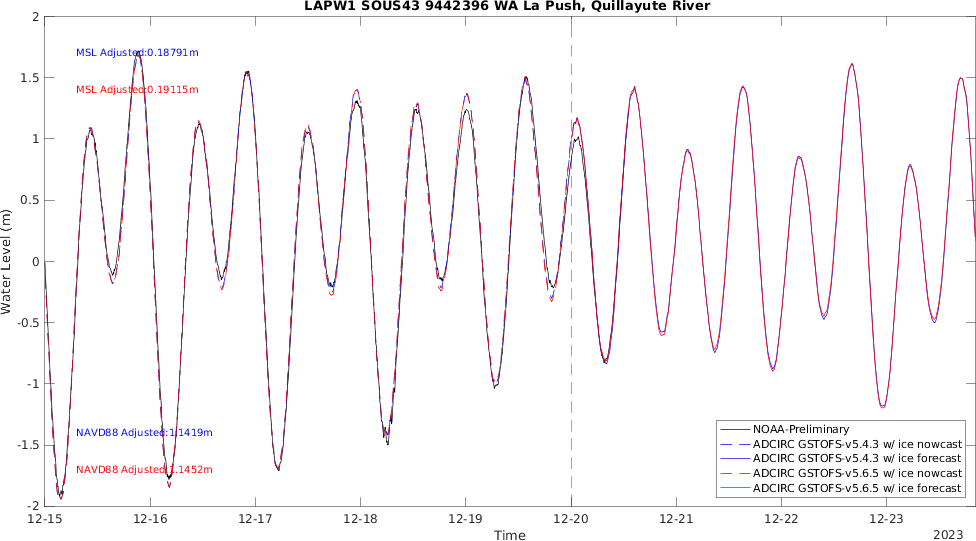 LAPW1 SOUS43 9442396 WA La Push, Quillayute River
2
1.5
1
0.5
0
-0.5
-1
-1.5
-2
Water Level (m)
MSL Adjusted:0.18791m
MSL Adjusted:0.19115m
NAVD88 Adjusted:1.1419m
NAVD88 Adjusted:1.1452m
NOAA-Preliminary
ADCIRC GSTOFS-v5.4.3 w/ ice nowcast
ADCIRC GSTOFS-v5.4.3 w/ ice forecast
ADCIRC GSTOFS-v5.6.5 w/ ice nowcast
ADCIRC GSTOFS-v5.6.5 w/ ice forecast
12-15 12-16 12-17 12-18 12-19 12-20 12-21 12-22 12-23
Time
2023